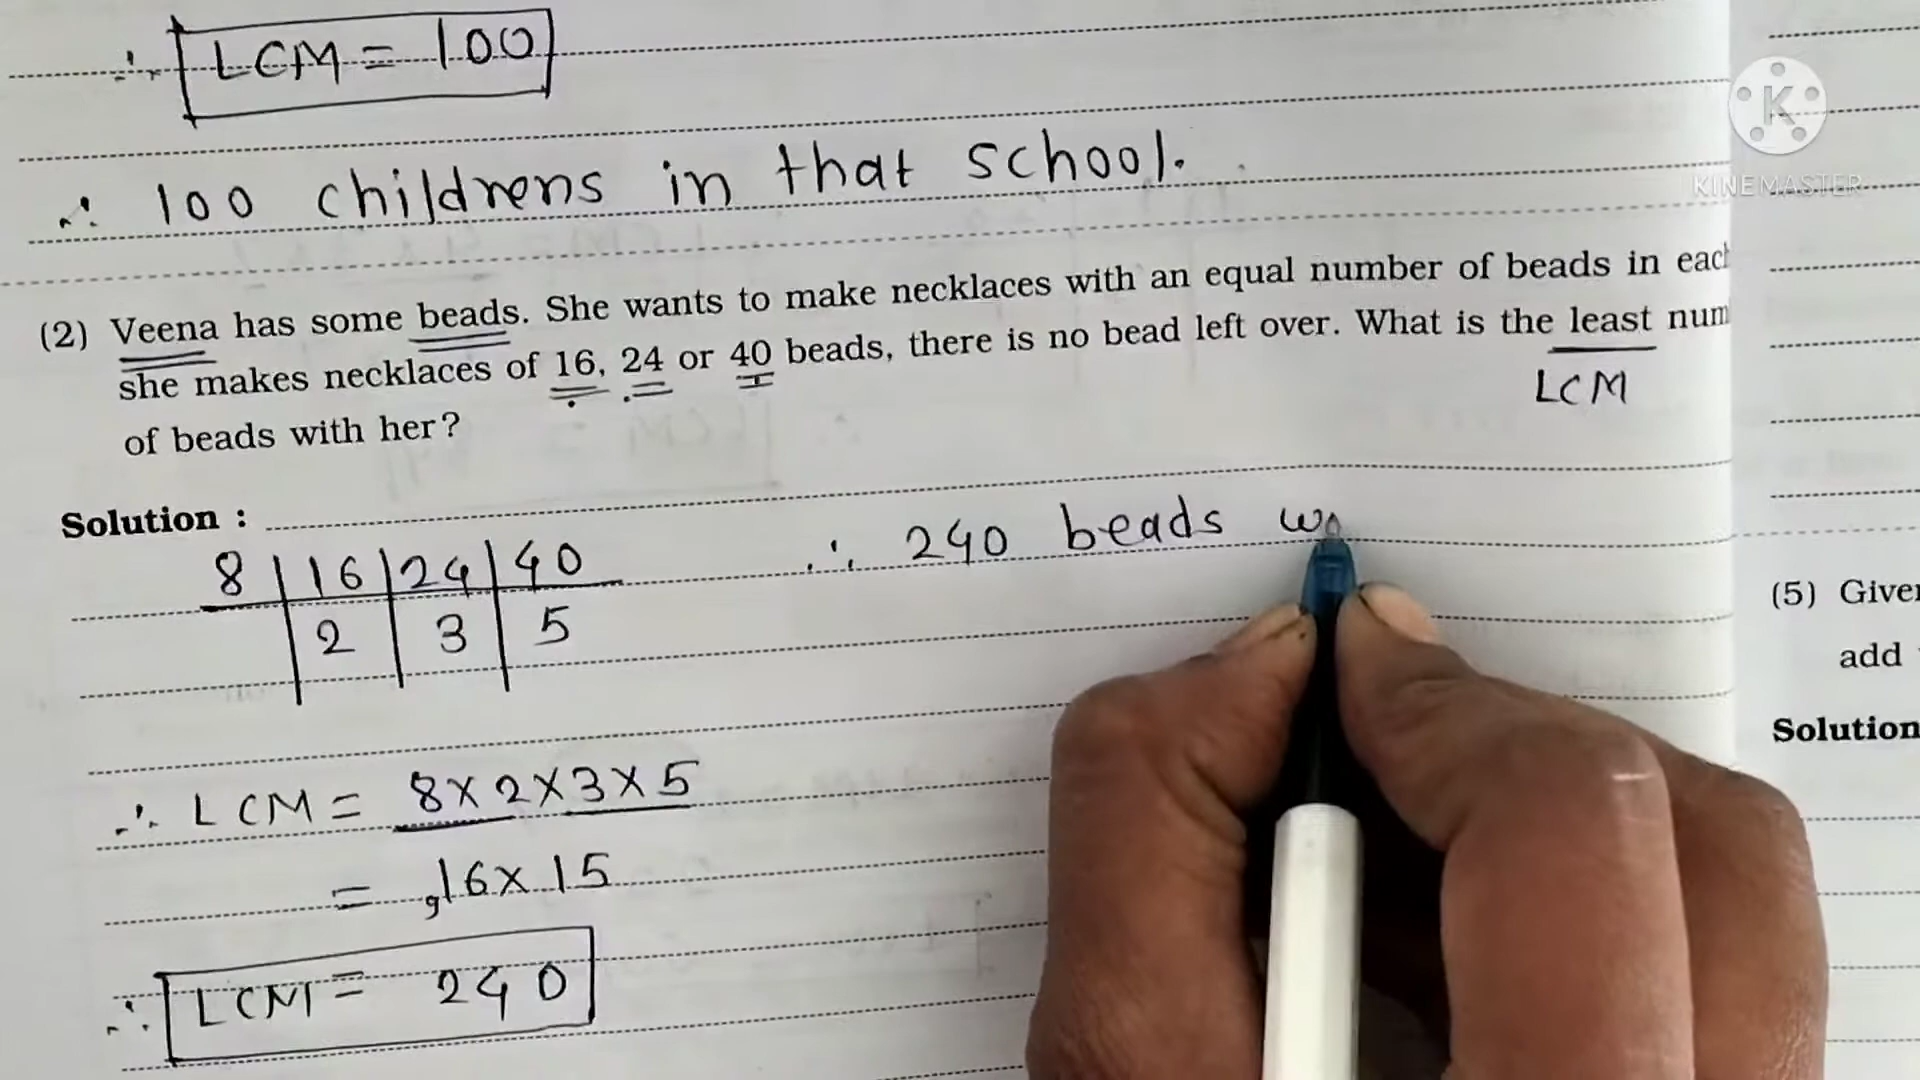 ∴ LCM = 100
∴ 100 childrens in that school.
K
KINEMASTER
(2) Veena has some beads. She wants to make necklaces with an equal number of beads in each
she makes necklaces of 16, 24 or 40 beads, there is no bead left over. What is the least num
LCM
of beads with her?
Solution :
8 | 16 | 24 | 40
2 | 3 | 5
∴ LCM = 8×2×3×5
= 16×15
∴ LCM = 240
∴ 240 beads
(5) Given
add
Solution